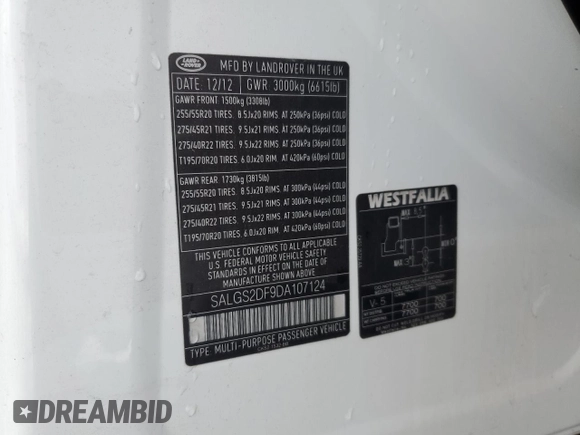 LAND
ROVER
MFD BY LANDROVER IN THE UK
DATE 12/12 GWR 3000kg (6615lb)
GAWR FRONT 1500kg (3308lb)
255/55R20 TIRES. 8.5Jx20 RIMS AT 250kPa (36psi) COLD
275/45R21 TIRES. 9.5Jx21 RIMS AT 250kPa (36psi) COLD
275/40R22 TIRES. 9.5Jx22 RIMS AT 250kPa (36psi) COLD
T195/70R20 TIRES. 6.0Jx20 RIM. AT 420kPa (60psi) COLD
GAWR REAR 1730kg (3815lb)
255/55R20 TIRES. 8.5Jx20 RIMS AT 300kPa (44psi) COLD
275/45R21 TIRES. 9.5Jx21 RIMS AT 300kPa (44psi) COLD
275/40R22 TIRES. 9.5Jx22 RIMS AT 300kPa (44psi) COLD
T195/70R20 TIRES. 6.0Jx20 RIM AT 420kPa (60psi) COLD
THIS VEHICLE CONFORMS TO ALL APPLICABLE
U.S. FEDERAL MOTOR VEHICLE SAFETY
STANDARDS IN EFFECT ON THE DATE OF
MANUFACTURE SHOWN ABOVE
SALGS2DF9DA107124
TYPE: MULTI-PURPOSE PASSENGER VEHICLE
WESTFALIA
MAX
V-5
7700 700
7700 700
DREAMBID